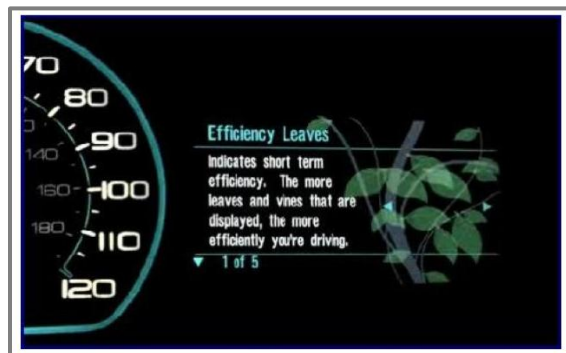 70
80
90
100
110
120
140
160
180
Efficiency Leaves
Indicates short term
efficiency. The more
leaves and vines that are
displayed, the more
efficiently you're driving.
1 of 5